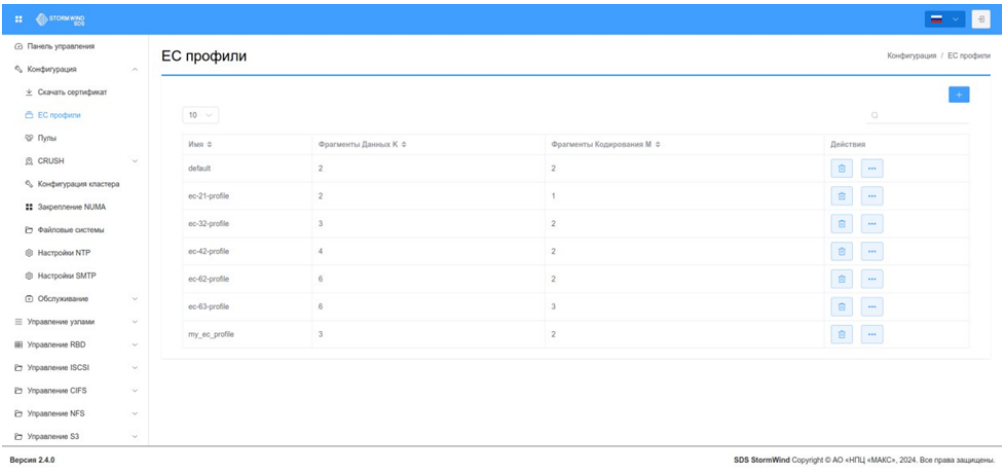 STORMWIND
SDS
Панель управления
Конфигурация
Скачать сертификат
EC профили
Пулы
CRUSH
Конфигурация кластера
Закрепление NUMA
Файловые системы
Настройки NTP
Настройки SMTP
Обслуживание
Управление узлами
Управление RBD
Управление ISCSI
Управление CIFS
Управление NFS
Управление S3
EC профили
Конфигурация / EC профили
10
Имя Фрагменты Данных K Фрагменты Кодирования M Действия
default 2 2
ec-21-profile 2 1
ec-32-profile 3 2
ec-42-profile 4 2
ec-62-profile 6 2
ec-63-profile 6 3
my_ec_profile 3 2
Версия 2.4.0
SDS StormWind Copyright © АО «НПЦ «МАКС», 2024. Все права защищены.